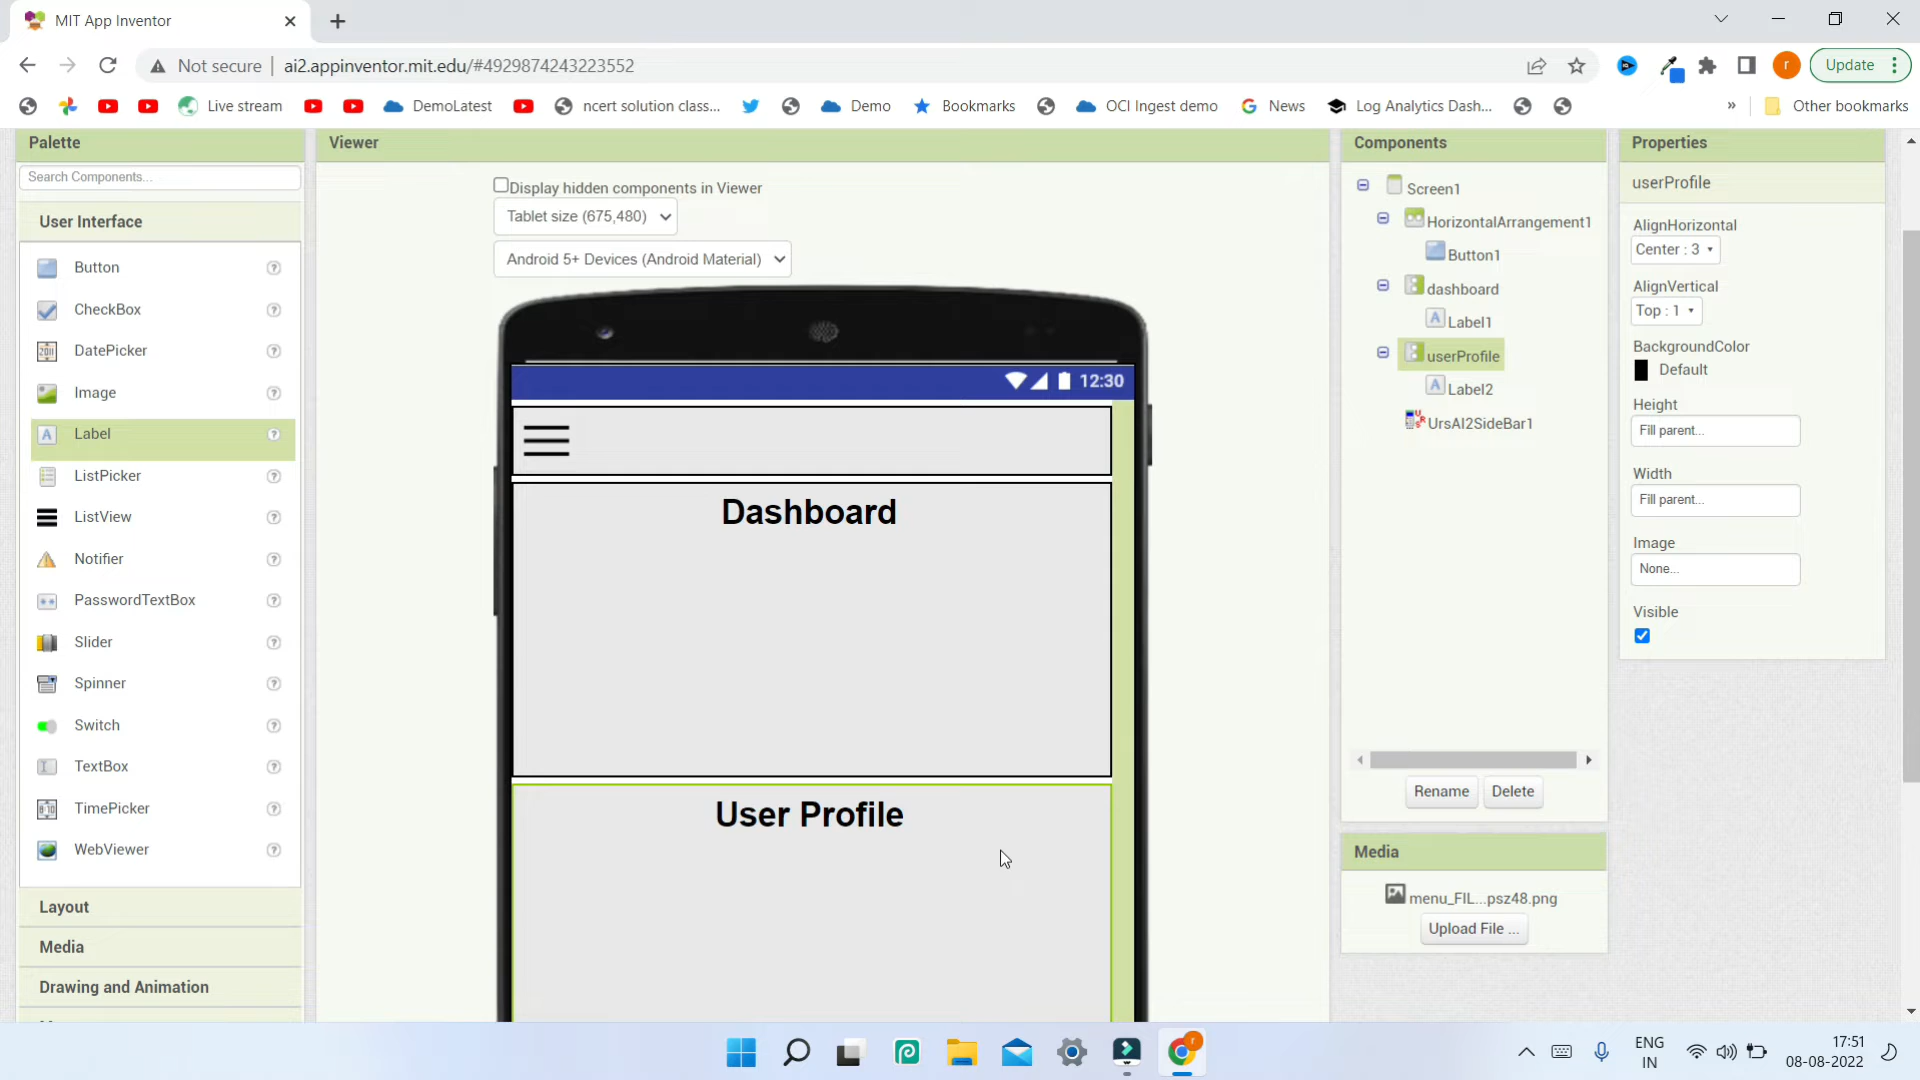 MIT App Inventor
Not secure
ai2.appinventor.mit.edu/#4929874243223552
Update
Live stream
DemoLatest
ncert solution class...
Demo
Bookmarks
OCI Ingest demo
News
Log Analytics Dash...
»
Other bookmarks
Palette
Search Components...
User Interface
Button
CheckBox
DatePicker
Image
Label
ListPicker
ListView
Notifier
PasswordTextBox
Slider
Spinner
Switch
TextBox
TimePicker
WebViewer
Layout
Media
Drawing and Animation
Viewer
Display hidden components in Viewer
Tablet size (675,480)
Android 5+ Devices (Android Material)
12:30
Dashboard
User Profile
Components
Screen1
HorizontalArrangement1
Button1
dashboard
Label1
userProfile
Label2
UrsAI2SideBar1
Rename
Delete
Media
menu_FIL...psz48.png
Upload File ...
Properties
userProfile
AlignHorizontal
Center : 3
AlignVertical
Top : 1
BackgroundColor
Default
Height
Fill parent...
Width
Fill parent...
Image
None...
Visible
ENG
IN
17:51
08-08-2022